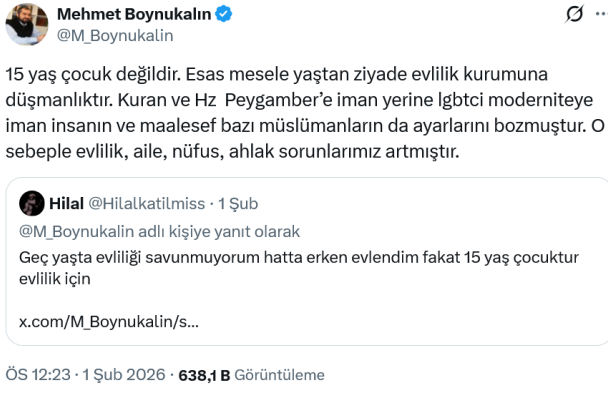 Mehmet Boynukalın
@M_Boynukalin
15 yaş çocuk değildir. Esas mesele yaştan ziyade evlilik kurumuna
düşmanlıktır. Kuran ve Hz  Peygamber’e iman yerine lgbtci moderniteye
iman insanın ve maalesef bazı müslümanların da ayarlarını bozmuştur. O
sebeple evlilik, aile, nüfus, ahlak sorunlarımız artmıştır.
Hilal @Hilalkatilmiss · 1 Şub
@M_Boynukalin adlı kişiye yanıt olarak
Geç yaşta evliliği savunmuyorum hatta erken evlendim fakat 15 yaş çocuktur
evlilik için
x.com/M_Boynukalin/s...
ÖS 12:23 · 1 Şub 2026 · 638,1 B Görüntüleme